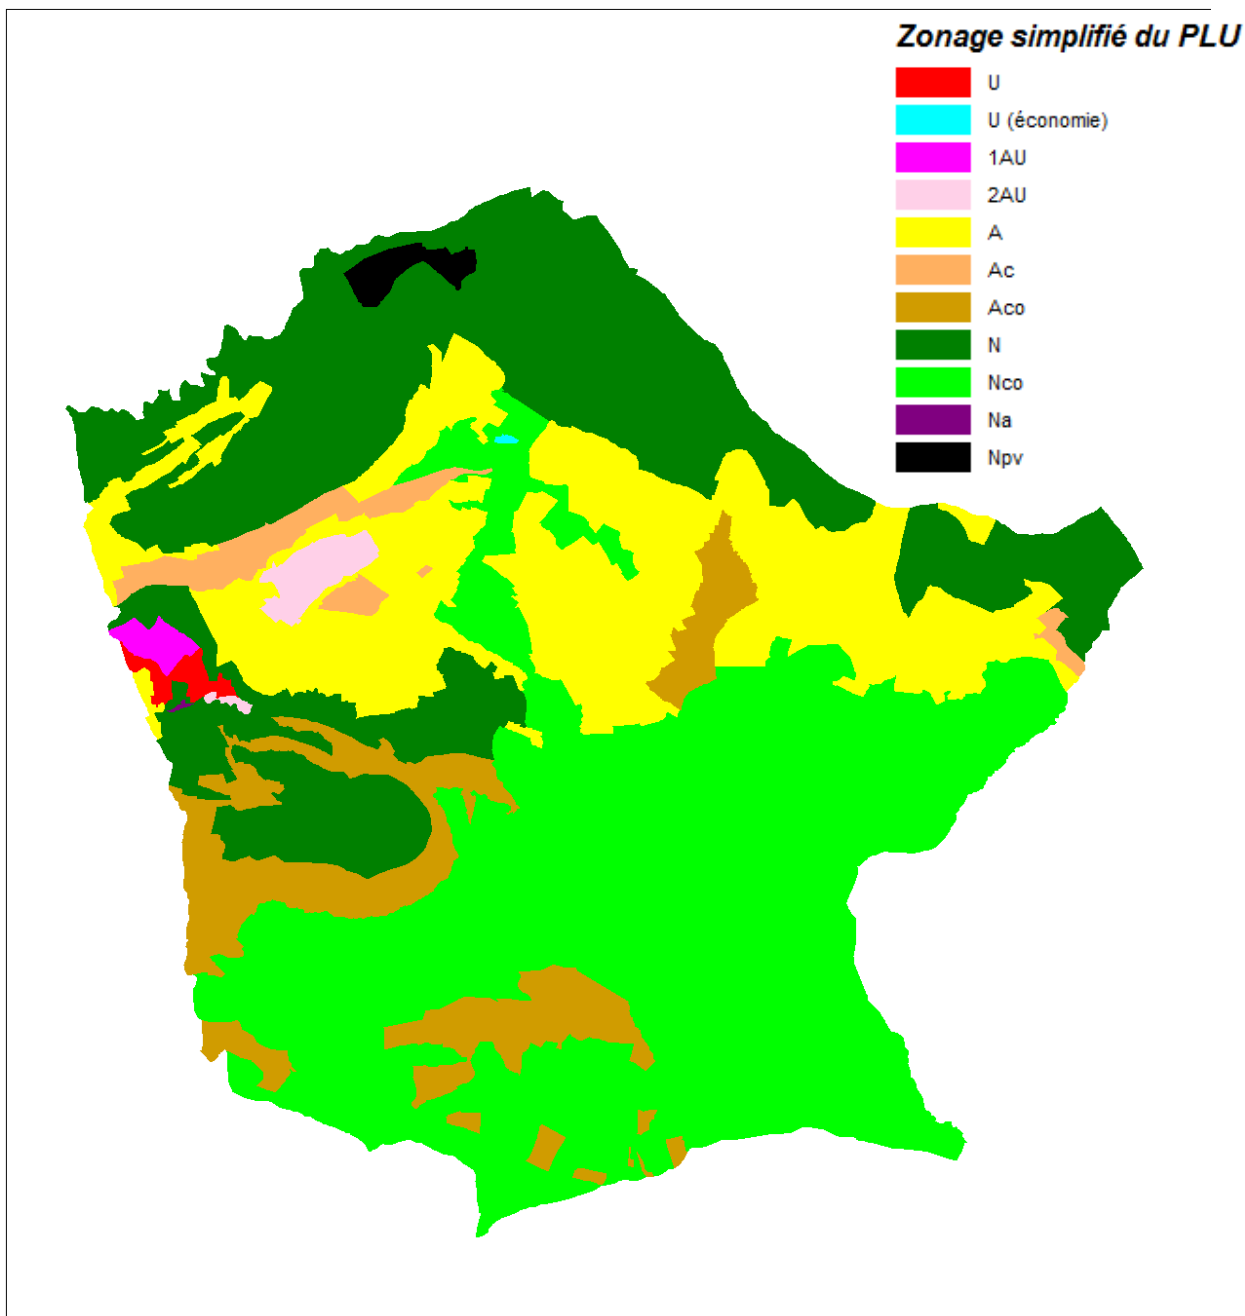 Zonage simplifié du PLU
U
U (économie)
1AU
2AU
A
Ac
Aco
N
Nco
Na
Npv